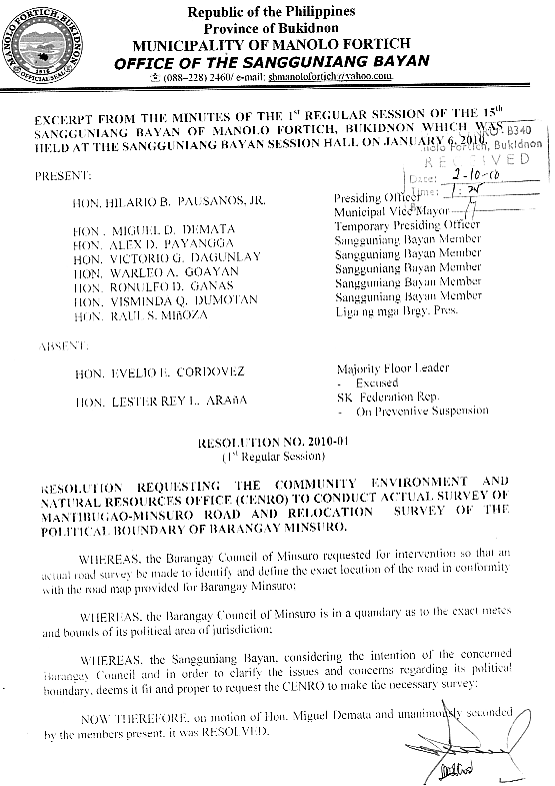 Republic of the Philippines
Province of Bukidnon
MUNICIPALITY OF MANOLO FORTICH
OFFICE OF THE SANGGUNIANG BAYAN
(088-228) 2460/ e-mail: sbmanolofortich@yahoo.com
MANOLO FORTICH, BUKIDNON
OFFICIAL SEAL
EXCERPT FROM THE MINUTES OF THE 1st REGULAR SESSION OF THE 15th
SANGGUNIANG BAYAN OF MANOLO FORTICH, BUKIDNON WHICH WAS
HELD AT THE SANGGUNIANG BAYAN SESSION HALL ON JANUARY 6, 2010.
B340
Fortich, Bukidnon
RECEIVED
Date: 2-10-10
Time:
By
PRESENT:
HON. HILARIO B. PAUSANOS, JR. Presiding Officer
Municipal Vice Mayor
HON. MIGUEL D. DEMATA Temporary Presiding Officer
HON. ALEX D. PAYANGGA Sangguniang Bayan Member
HON. VICTORIO G. DAGUNLAY Sangguniang Bayan Member
HON. WARLEO A. GOAYAN Sangguniang Bayan Member
HON. RONULFO D. GANAS Sangguniang Bayan Member
HON. VISMINDA Q. DUMOTAN Sangguniang Bayan Member
HON. RAUL S. MIñOZA Liga ng mga Brgy. Pres.
ABSENT:
HON. EVELIO E. CORDOVEZ Majority Floor Leader
- Excused
HON. LESTER REY L. ARAñA SK Federation Rep.
- On Preventive Suspension
RESOLUTION NO. 2010-01
(1st Regular Session)
RESOLUTION REQUESTING THE COMMUNITY ENVIRONMENT AND
NATURAL RESOURCES OFFICE (CENRO) TO CONDUCT ACTUAL SURVEY OF
MANTIBUGAO-MINSURO ROAD AND RELOCATION SURVEY OF THE
POLITICAL BOUNDARY OF BARANGAY MINSURO.
WHEREAS, the Barangay Council of Minsuro requested for intervention so that an
actual road survey be made to identify and define the exact location of the road in conformity
with the road map provided for Barangay Minsuro;
WHEREAS, the Barangay Council of Minsuro is in a quandary as to the exact metes
and bounds of its political area of jurisdiction;
WHEREAS, the Sangguniang Bayan, considering the intention of the concerned
Barangay Council and in order to clarify the issues and concerns regarding its political
boundary, deems it fit and proper to request the CENRO to make the necessary survey;
NOW THEREFORE, on motion of Hon. Miguel Demata and unanimously seconded
by the members present, it was RESOLVED.